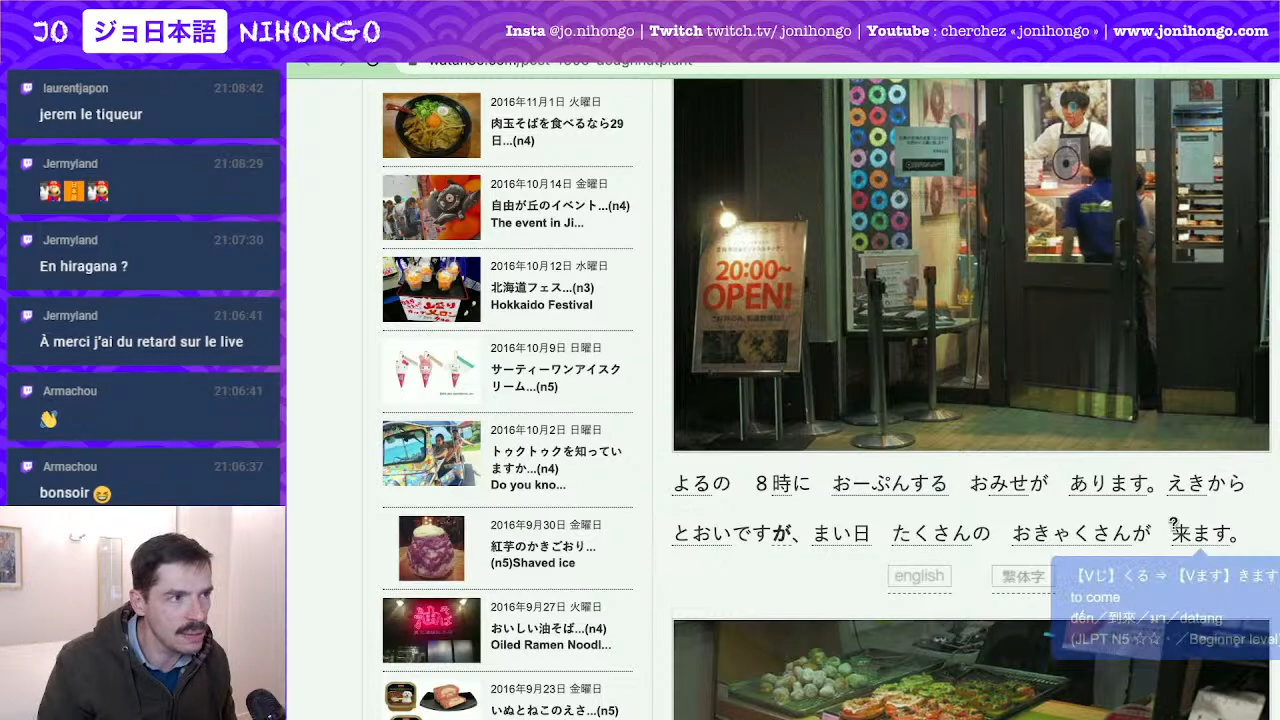 JO ジョ日本語 NIHONGO
Insta @jo.nihongo | Twitch twitch.tv/ jonihongo | Youtube : cherchez « jonihongo » | www.jonihongo.com
laurentjapon 21:08:42
jerem le tiqueur
Jermyland 21:08:29
Jermyland 21:07:30
En hiragana ?
Jermyland 21:06:41
À merci j'ai du retard sur le live
Armachou 21:06:41
Armachou 21:06:37
bonsoir
2016年11月1日 火曜日
肉玉そばを食べるなら29
日...(n4)
2016年10月14日 金曜日
自由が丘のイベント...(n4)
The event in Ji...
2016年10月12日 水曜日
北海道フェス...(n3)
Hokkaido Festival
2016年10月9日 日曜日
サーティーワンアイスク
リーム...(n5)
2016年10月2日 日曜日
トゥクトゥクを知ってい
ますか...(n4)
Do you kno...
2016年9月30日 金曜日
紅芋のかきごおり...
(n5)Shaved ice
2016年9月27日 火曜日
おいしい油そば...(n4)
Oiled Ramen Noodl...
2016年9月23日 金曜日
いぬとねこのえさ...(n5)
20:00~
OPEN!
よるの 8時に おーぷんする おみせが あります。えきから
とおいですが、まい日 たくさんの おきゃくさんが 来ます。
english 繁体字
【Vじ】くる ⇒ 【Vます】きます
to come
đến／到來／มา／datang
(JLPT N5 ☆☆・／Beginner level)